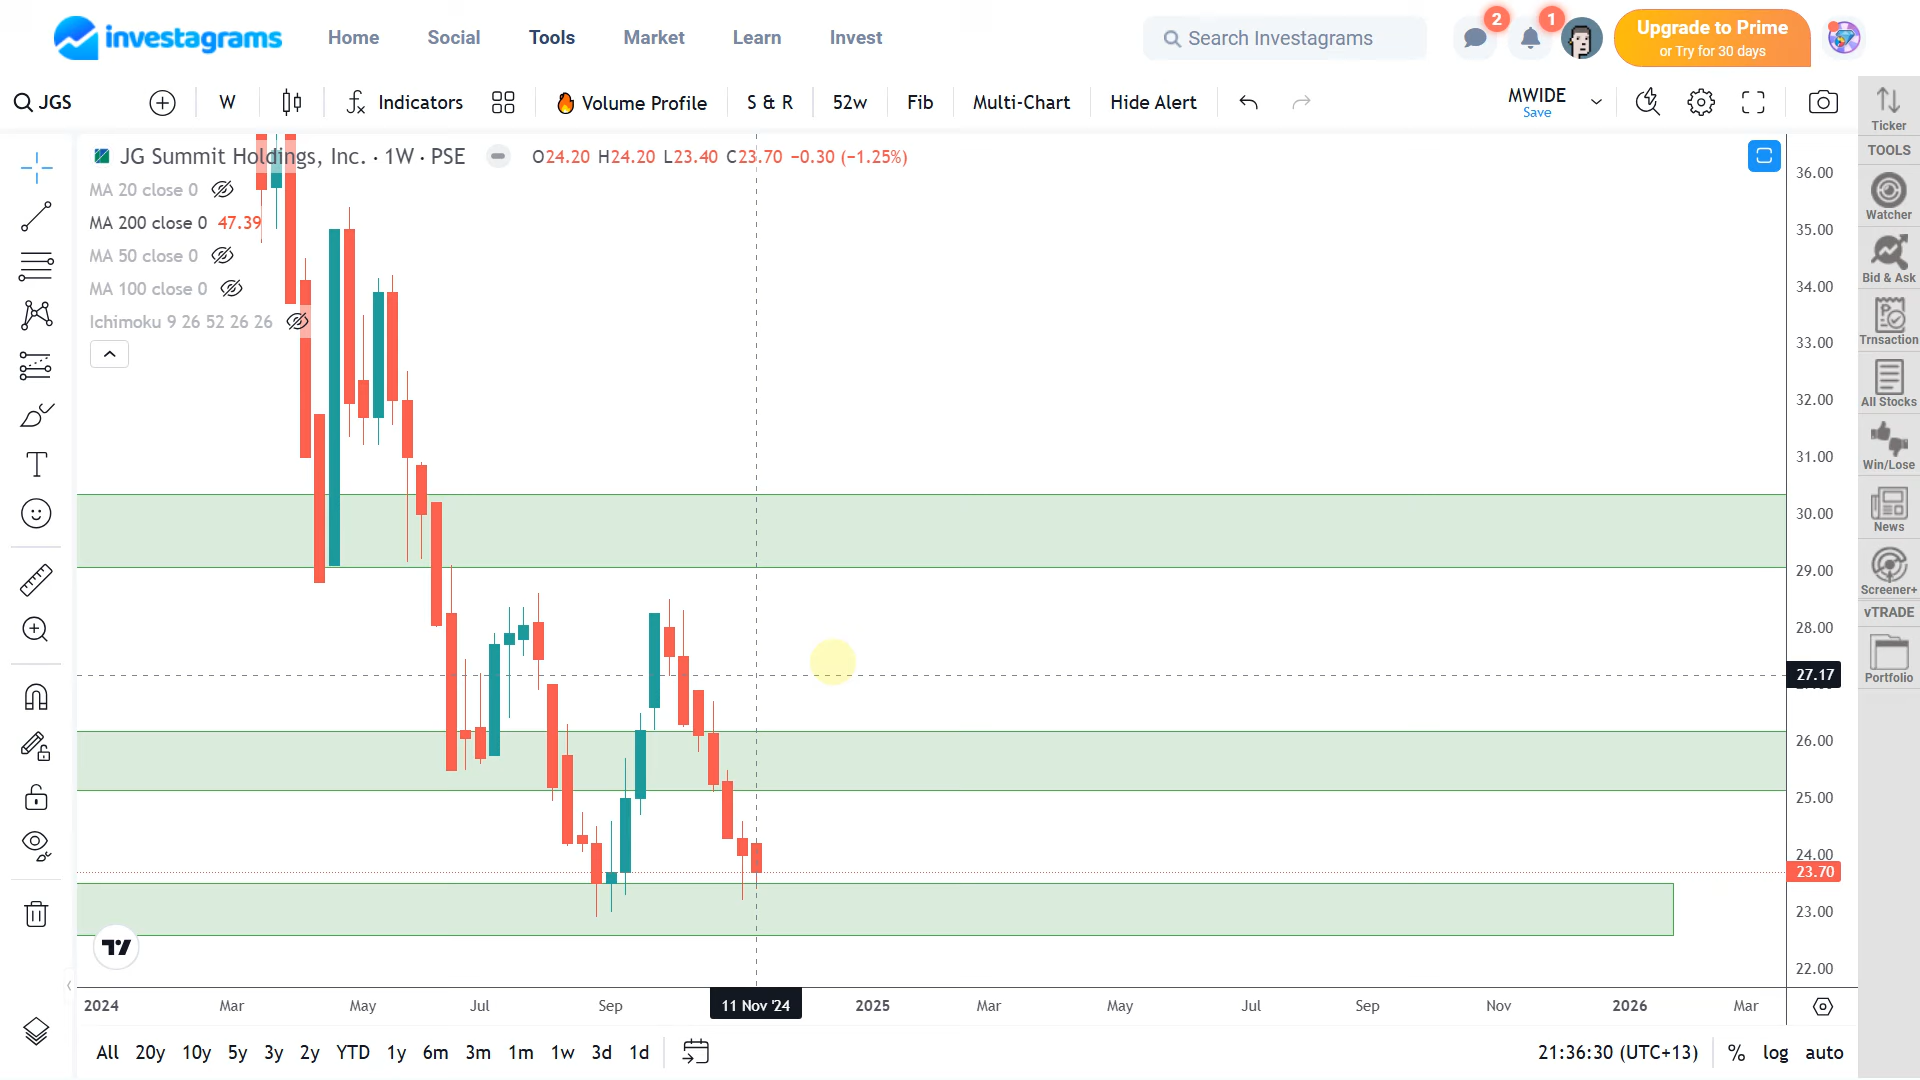 investagrams Home Social Tools Market Learn Invest Search Investagrams 2 1 Upgrade to Prime
or Try for 30 days
JGS W Indicators Volume Profile S & R 52w Fib Multi-Chart Hide Alert MWIDE
Save
Ticker
TOOLS
Watcher
Bid & Ask
Trnsaction
All Stocks
Win/Lose
News
Screener+
vTRADE
Portfolio
JG Summit Holdings, Inc. · 1W · PSE O24.20 H24.20 L23.40 C23.70 −0.30 (−1.25%)
MA 20 close 0
MA 200 close 0 47.39
MA 50 close 0
MA 100 close 0
Ichimoku 9 26 52 26 26
36.00
35.00
34.00
33.00
32.00
31.00
30.00
29.00
28.00
27.17
26.00
25.00
24.00
23.70
23.00
22.00
2024 Mar May Jul Sep 11 Nov '24 2025 Mar May Jul Sep Nov 2026 Mar
All 20y 10y 5y 3y 2y YTD 1y 6m 3m 1m 1w 3d 1d 21:36:30 (UTC+13) % log auto